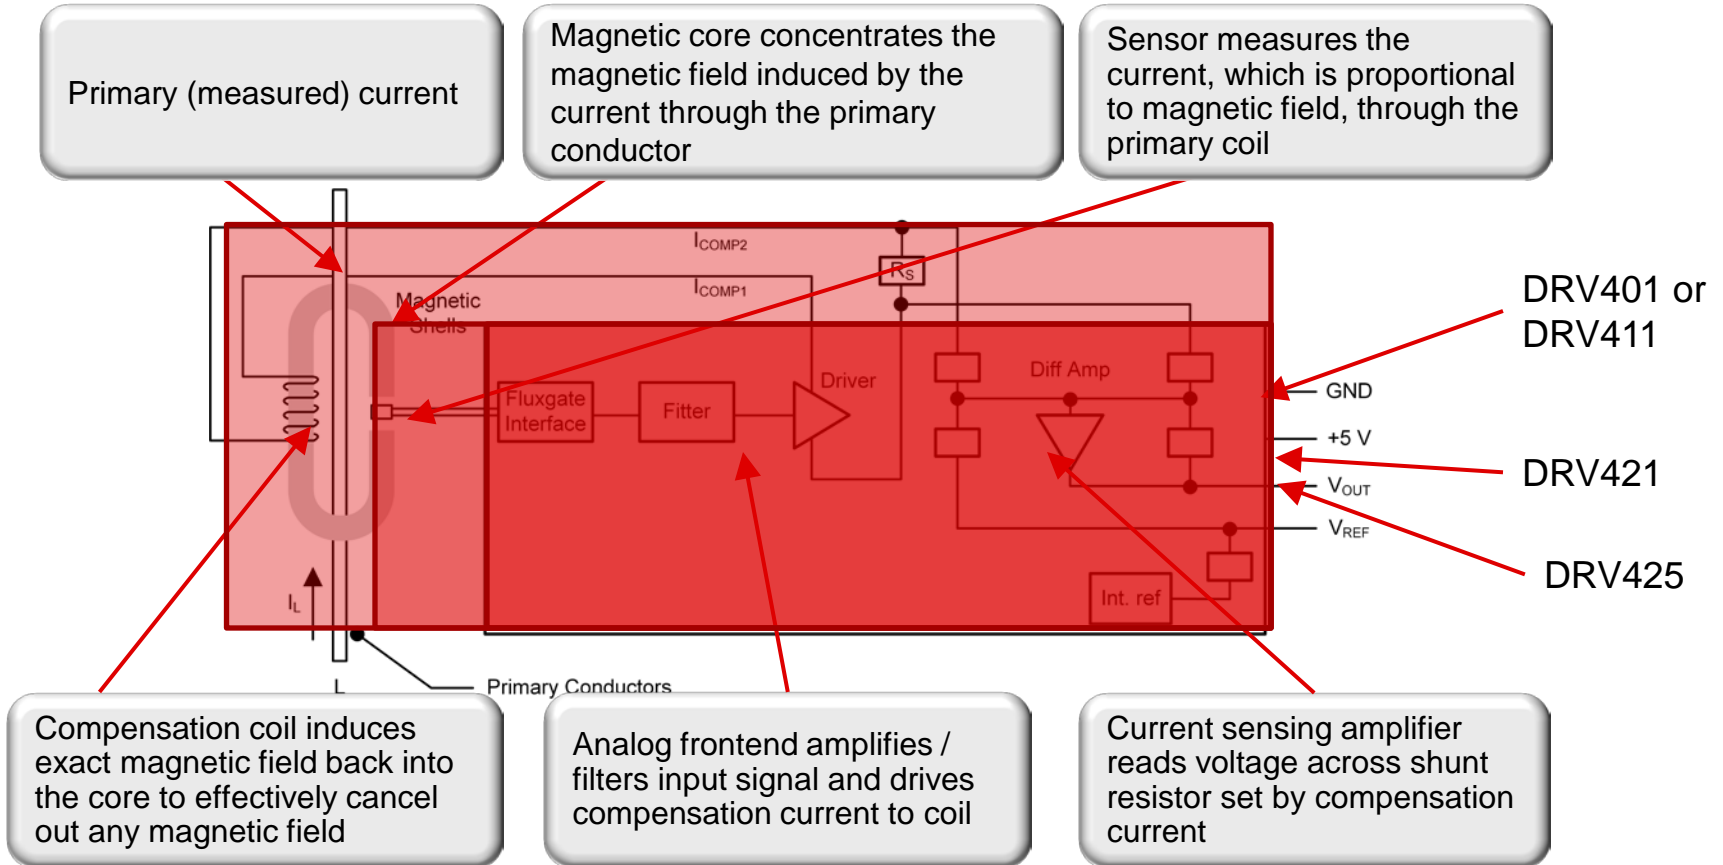 Primary (measured) current
Magnetic core concentrates the
magnetic field induced by the
current through the primary
conductor
Sensor measures the
current, which is proportional
to magnetic field, through the
primary coil
I_COMP2
R_S
I_COMP1
Magnetic
Shells
DRV401 or
DRV411
Diff Amp
Driver
GND
Fluxgate
Interface
Fitter
+5 V
DRV421
V_OUT
V_REF
DRV425
I_L
Int. ref
L
Primary Conductors
Compensation coil induces
exact magnetic field back into
the core to effectively cancel
out any magnetic field
Analog frontend amplifies /
filters input signal and drives
compensation current to coil
Current sensing amplifier
reads voltage across shunt
resistor set by compensation
current